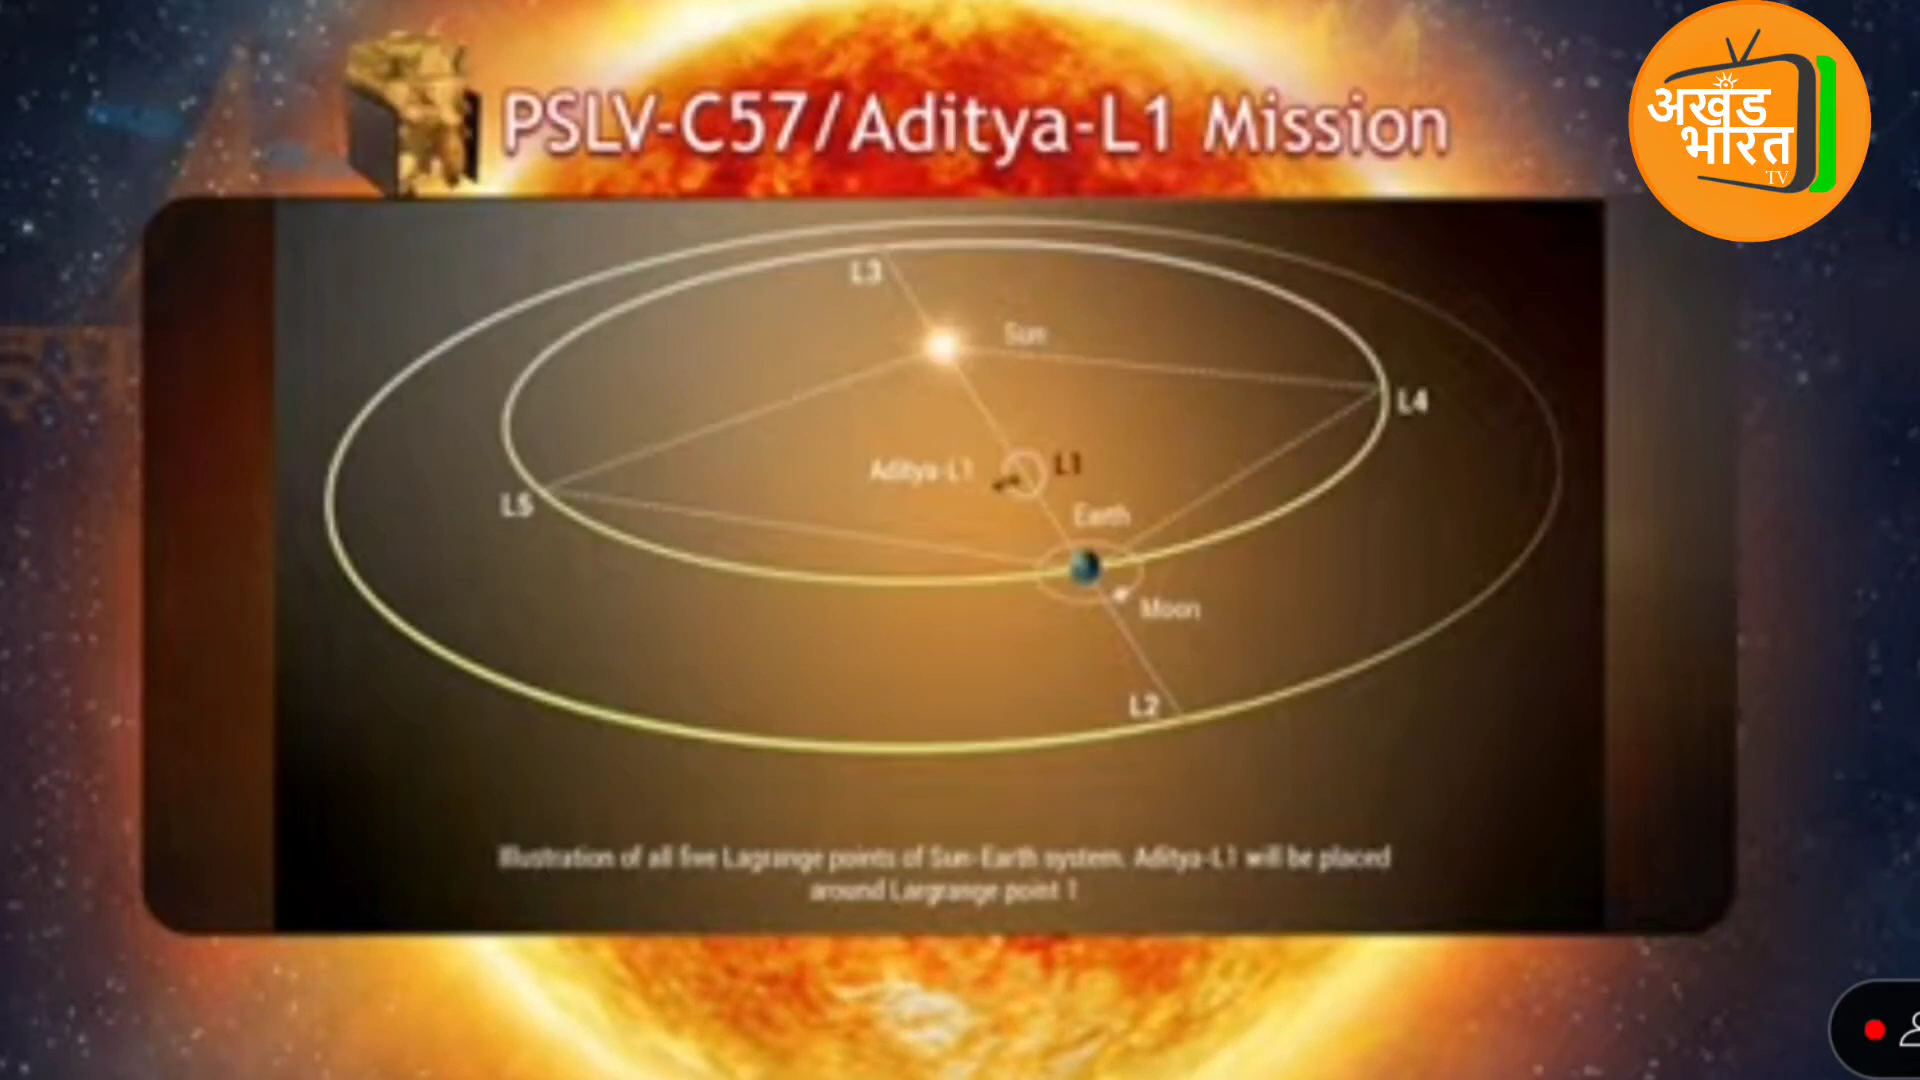 PSLV-C57/Aditya-L1 Mission
अखंड
भारत
TV
L3
Sun
L4
Aditya-L1
L1
L5
Earth
Moon
L2
Illustration of all five Lagrange points of Sun-Earth system. Aditya-L1 will be placed
around Largrange point 1